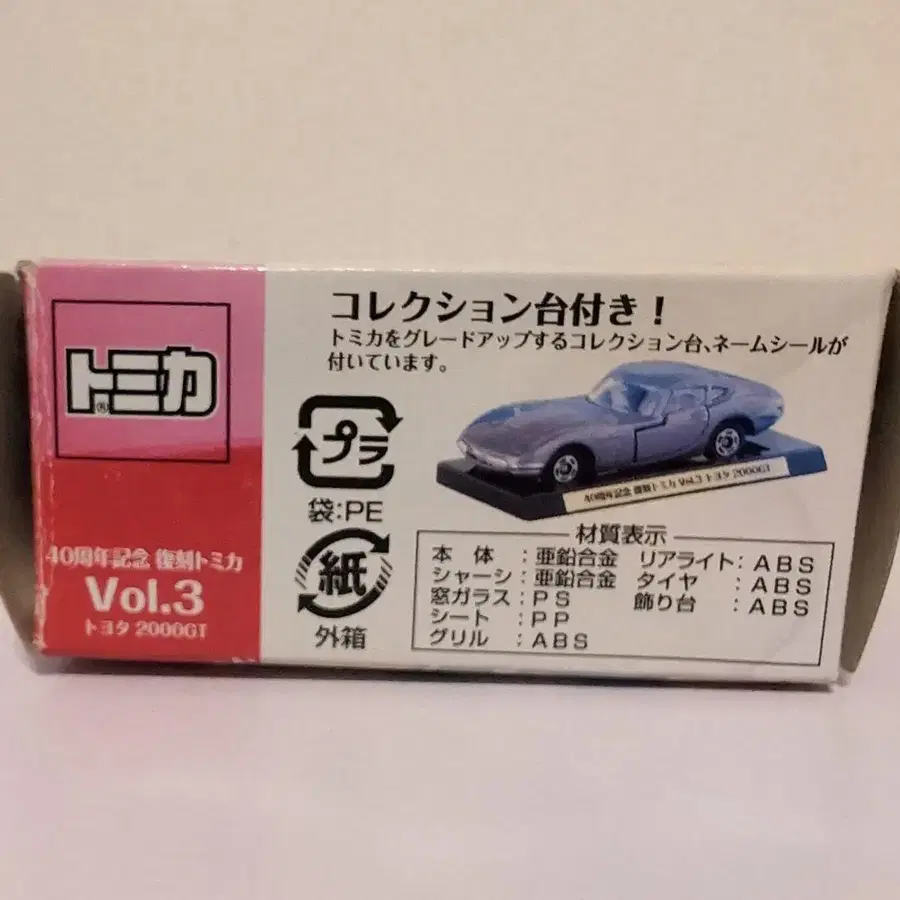 トミカ®
40周年記念 復刻トミカ
Vol.3
トヨタ 2000GT
コレクション台付き!
トミカをグレードアップするコレクション台、ネームシールが
付いています。
プラ
袋:PE
紙
外箱
40周年記念 復刻トミカ Vol.3 トヨタ 2000GT
材質表示
本体:亜鉛合金
シャーシ:亜鉛合金
窓ガラス:PS
シート:PP
グリル:ABS
リアライト:ABS
タイヤ:ABS
飾り台:ABS